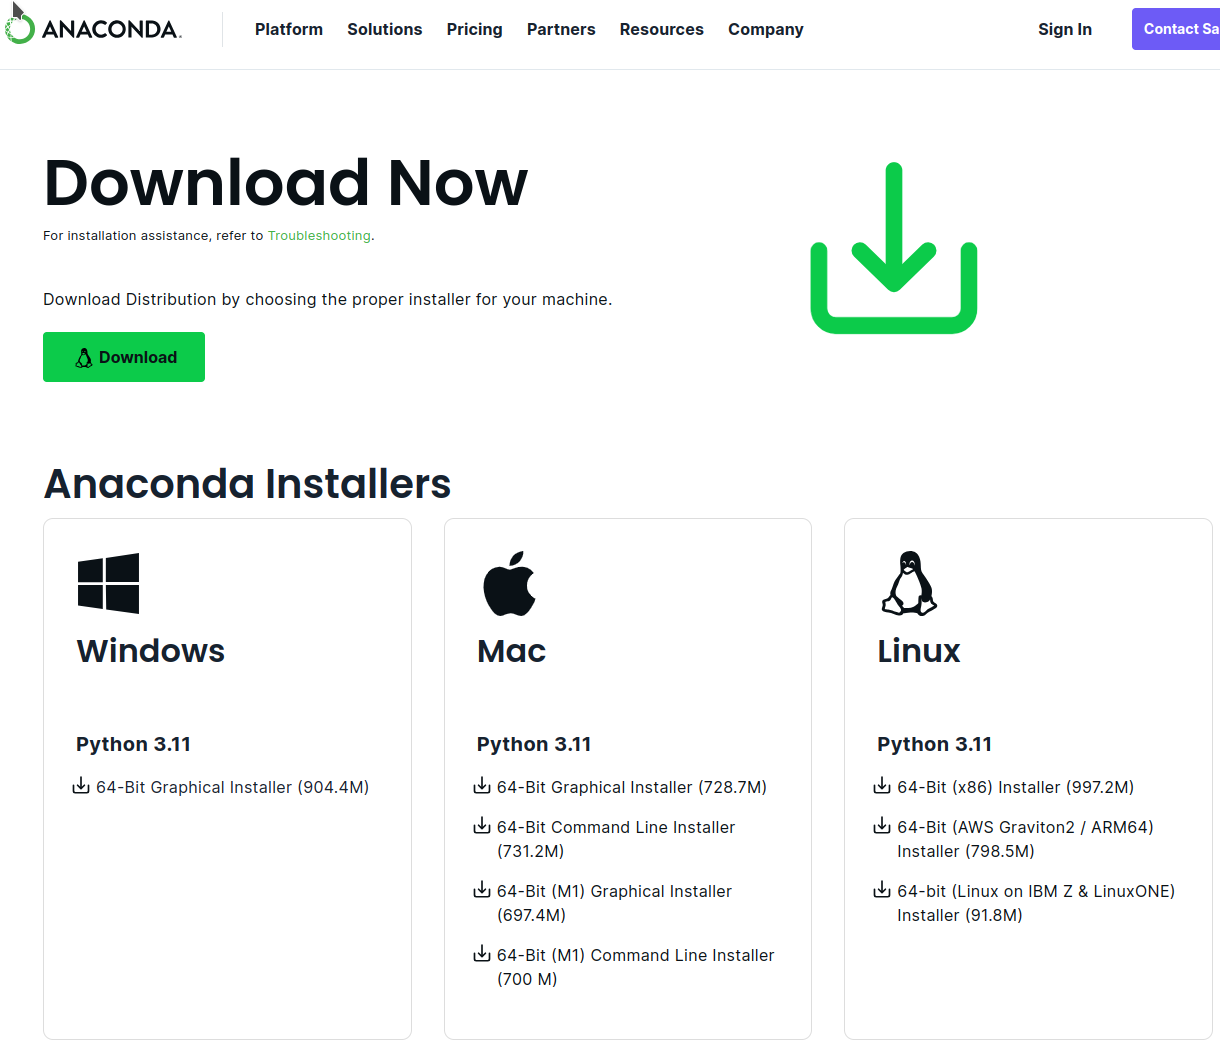 ANACONDA.
Platform
Solutions
Pricing
Partners
Resources
Company
Sign In
Contact Sa
Download Now
For installation assistance, refer to Troubleshooting.
Download Distribution by choosing the proper installer for your machine.
Download
Anaconda Installers
Windows
Python 3.11
64-Bit Graphical Installer (904.4M)
Mac
Python 3.11
64-Bit Graphical Installer (728.7M)
64-Bit Command Line Installer
(731.2M)
64-Bit (M1) Graphical Installer
(697.4M)
64-Bit (M1) Command Line Installer
(700 M)
Linux
Python 3.11
64-Bit (x86) Installer (997.2M)
64-Bit (AWS Graviton2 / ARM64)
Installer (798.5M)
64-bit (Linux on IBM Z & LinuxONE)
Installer (91.8M)